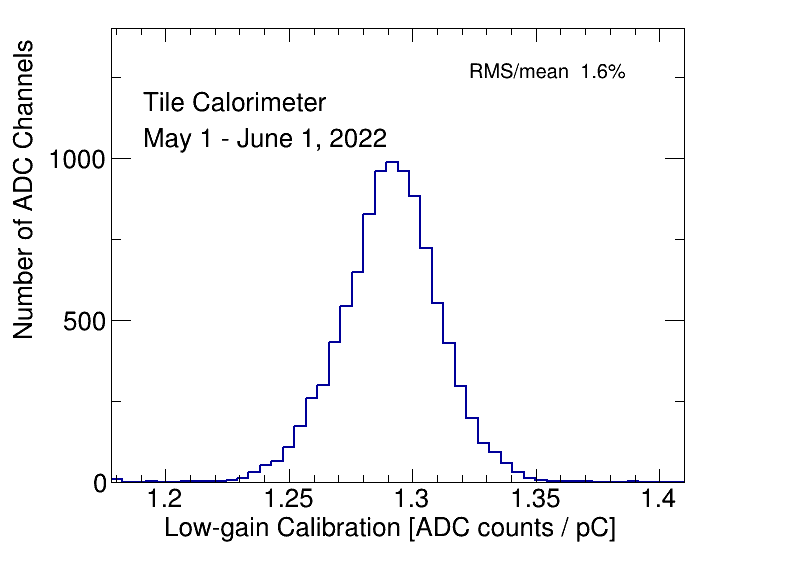 RMS/mean 1.6%
Tile Calorimeter
May 1 - June 1, 2022
Number of ADC Channels
1000
500
0
1.2 1.25 1.3 1.35 1.4
Low-gain Calibration [ADC counts / pC]